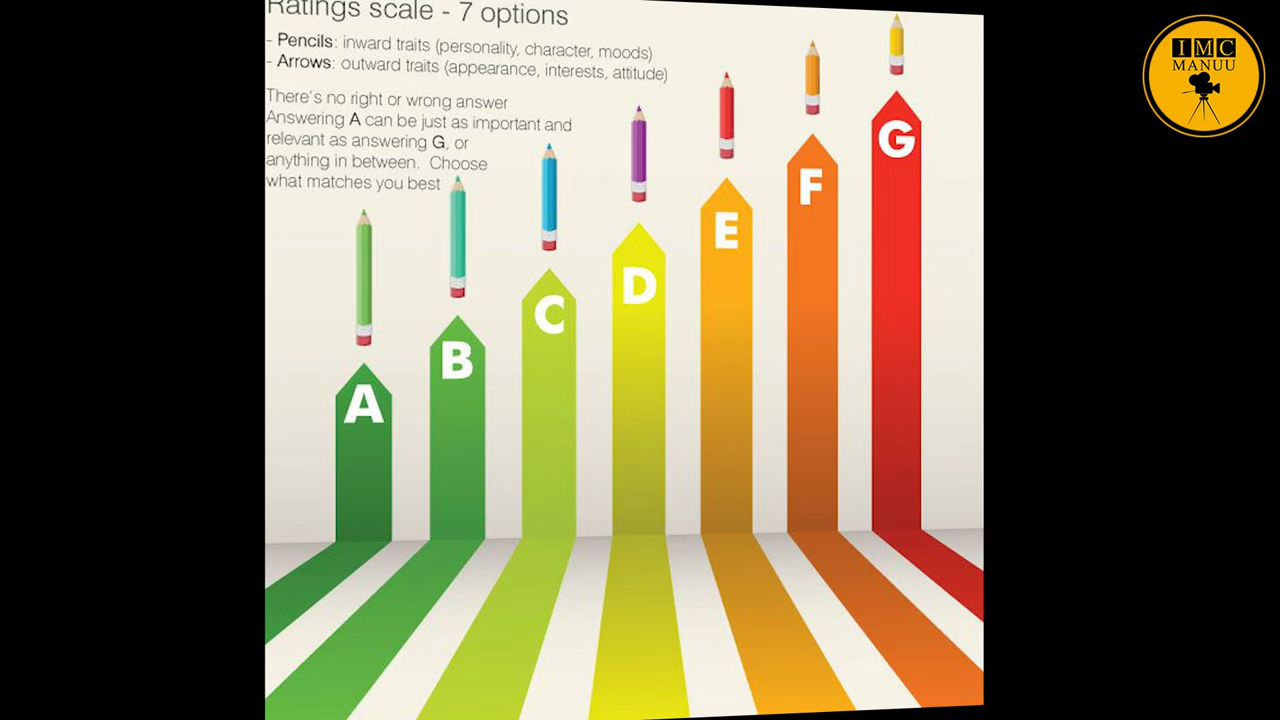 Ratings scale - 7 options
- Pencils: inward traits (personality, character, moods)
- Arrows: outward traits (appearance, interests, attitude)
There's no right or wrong answer
Answering A can be just as important and
relevant as answering G, or
anything in between. Choose
what matches you best
A
B
C
D
E
F
G
IMC
MANUU